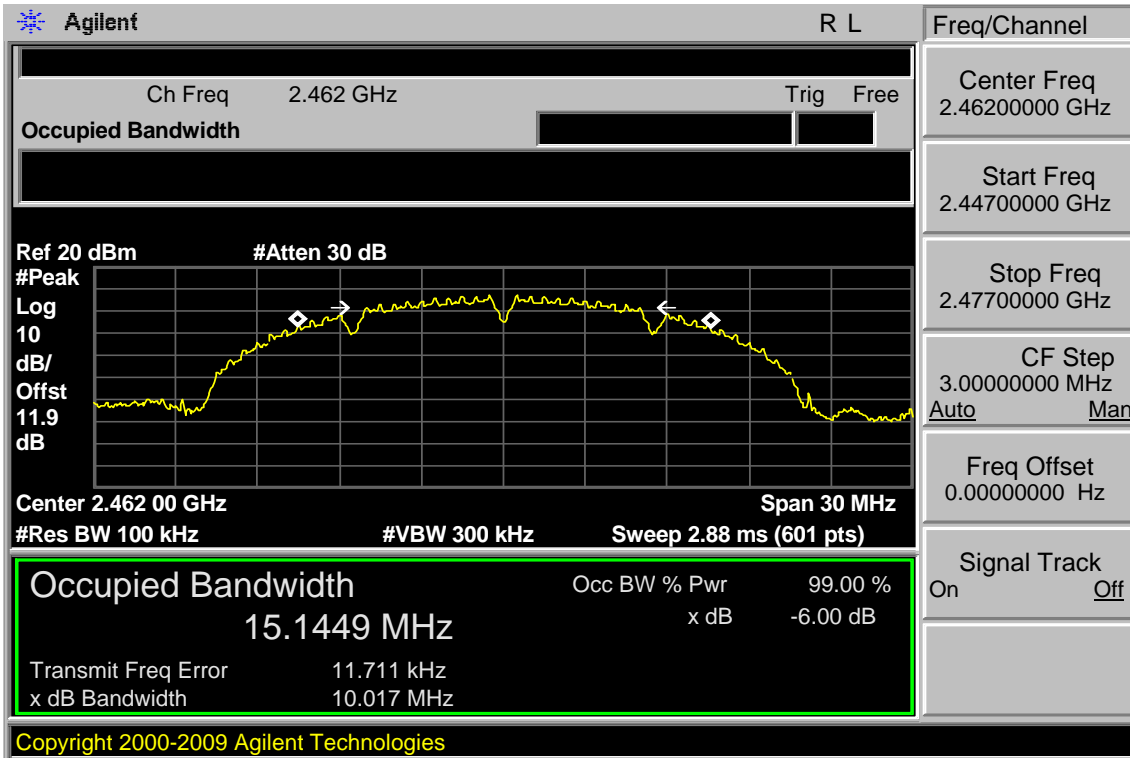 Agilent
R L
Freq/Channel
Ch Freq 2.462 GHz
Trig Free
Occupied Bandwidth
Center Freq
2.46200000 GHz
Start Freq
2.44700000 GHz
Stop Freq
2.47700000 GHz
CF Step
3.00000000 MHz
Auto Man
Freq Offset
0.00000000 Hz
Signal Track
On Off
Ref 20 dBm
#Atten 30 dB
#Peak
Log
10
dB/
Offst
11.9
dB
Center 2.462 00 GHz
Span 30 MHz
#Res BW 100 kHz
#VBW 300 kHz
Sweep 2.88 ms (601 pts)
Occupied Bandwidth
15.1449 MHz
Occ BW % Pwr 99.00 %
x dB -6.00 dB
Transmit Freq Error 11.711 kHz
x dB Bandwidth 10.017 MHz
Copyright 2000-2009 Agilent Technologies